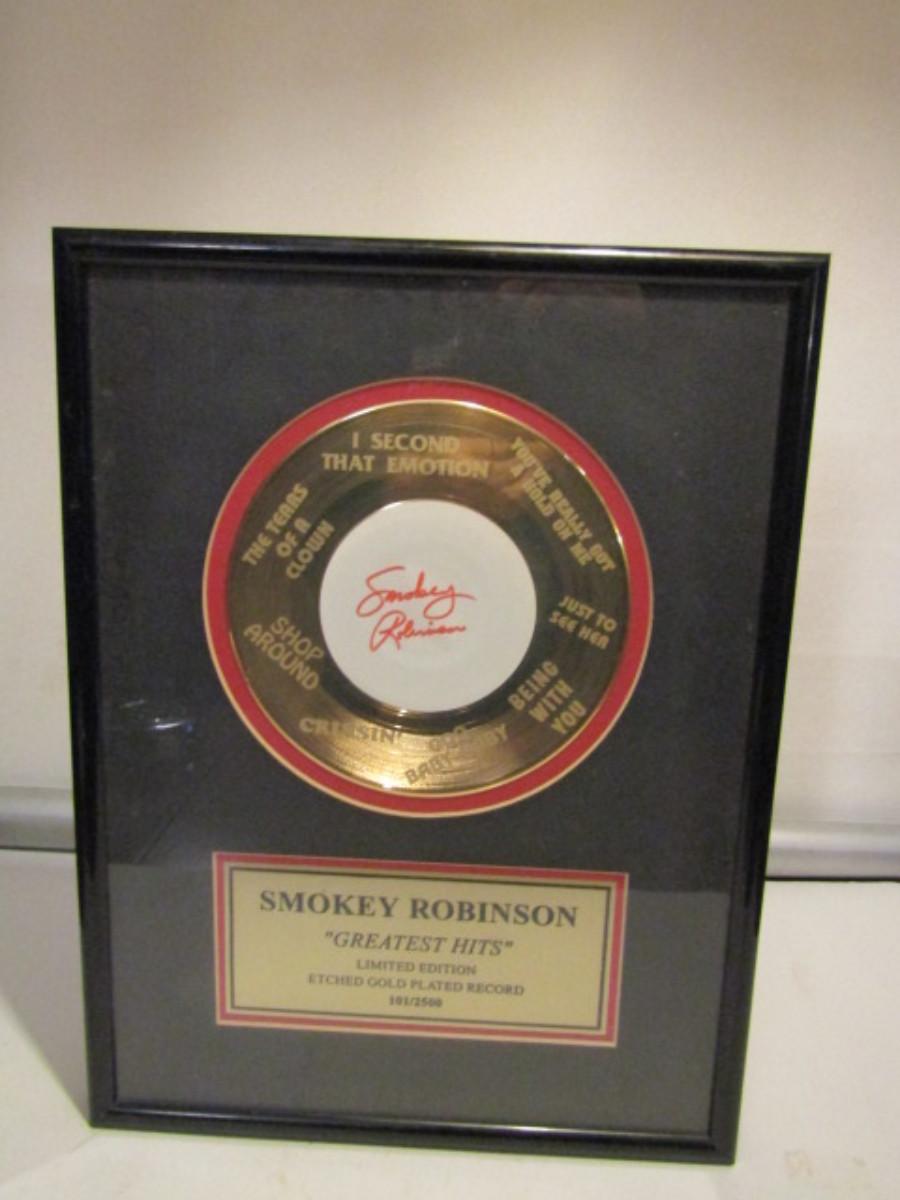 I SECOND
THAT EMOTION
YOU'VE REALLY GOT
A HOLD ON ME
JUST TO
SEE HER
BEING
WITH
YOU
BABY
CRUISIN'
SHOP
AROUND
THE TEARS
OF A
CLOWN
Smokey
Robinson
SMOKEY ROBINSON
"GREATEST HITS"
LIMITED EDITION
ETCHED GOLD PLATED RECORD
101/2500